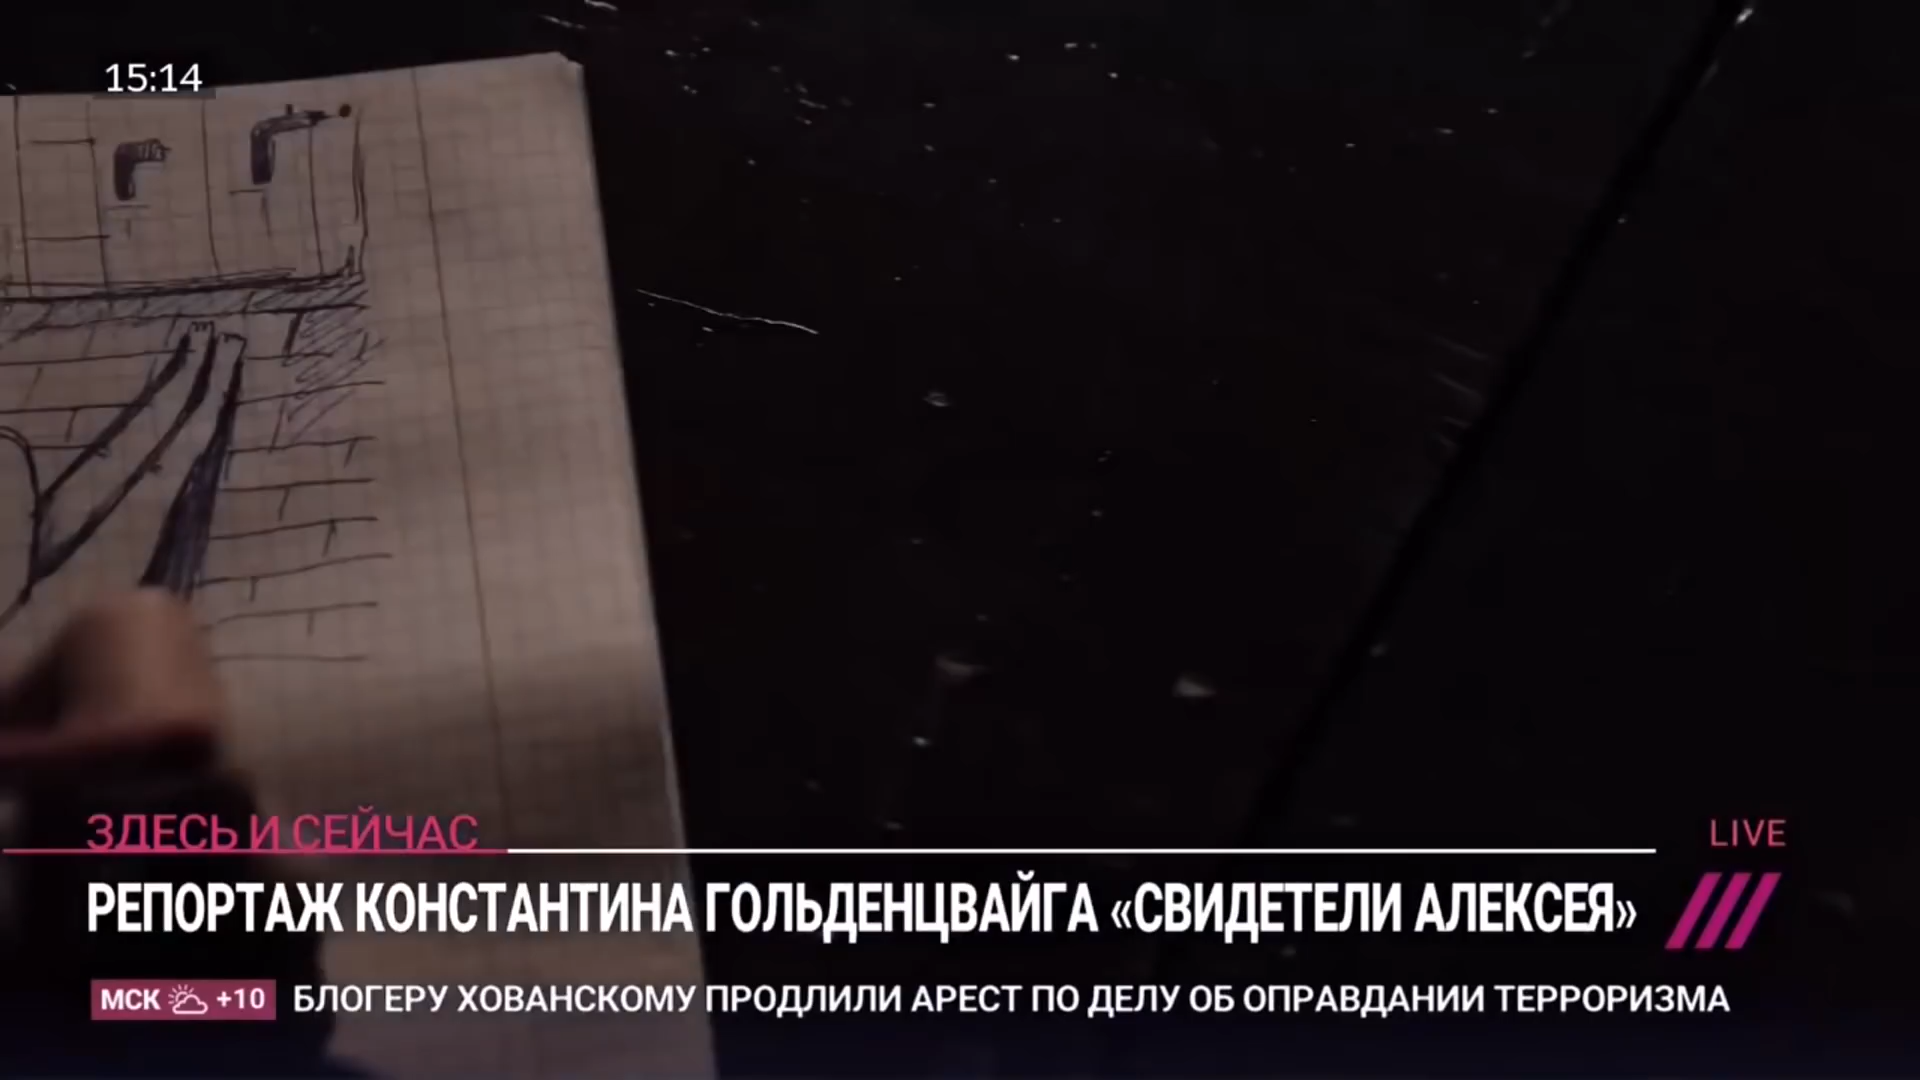 15:14
ЗДЕСЬ И СЕЙЧАС
LIVE
РЕПОРТАЖ КОНСТАНТИНА ГОЛЬДЕНЦВАЙГА «СВИДЕТЕЛИ АЛЕКСЕЯ»
МСК +10 БЛОГЕРУ ХОВАНСКОМУ ПРОДЛИЛИ АРЕСТ ПО ДЕЛУ ОБ ОПРАВДАНИИ ТЕРРОРИЗМА